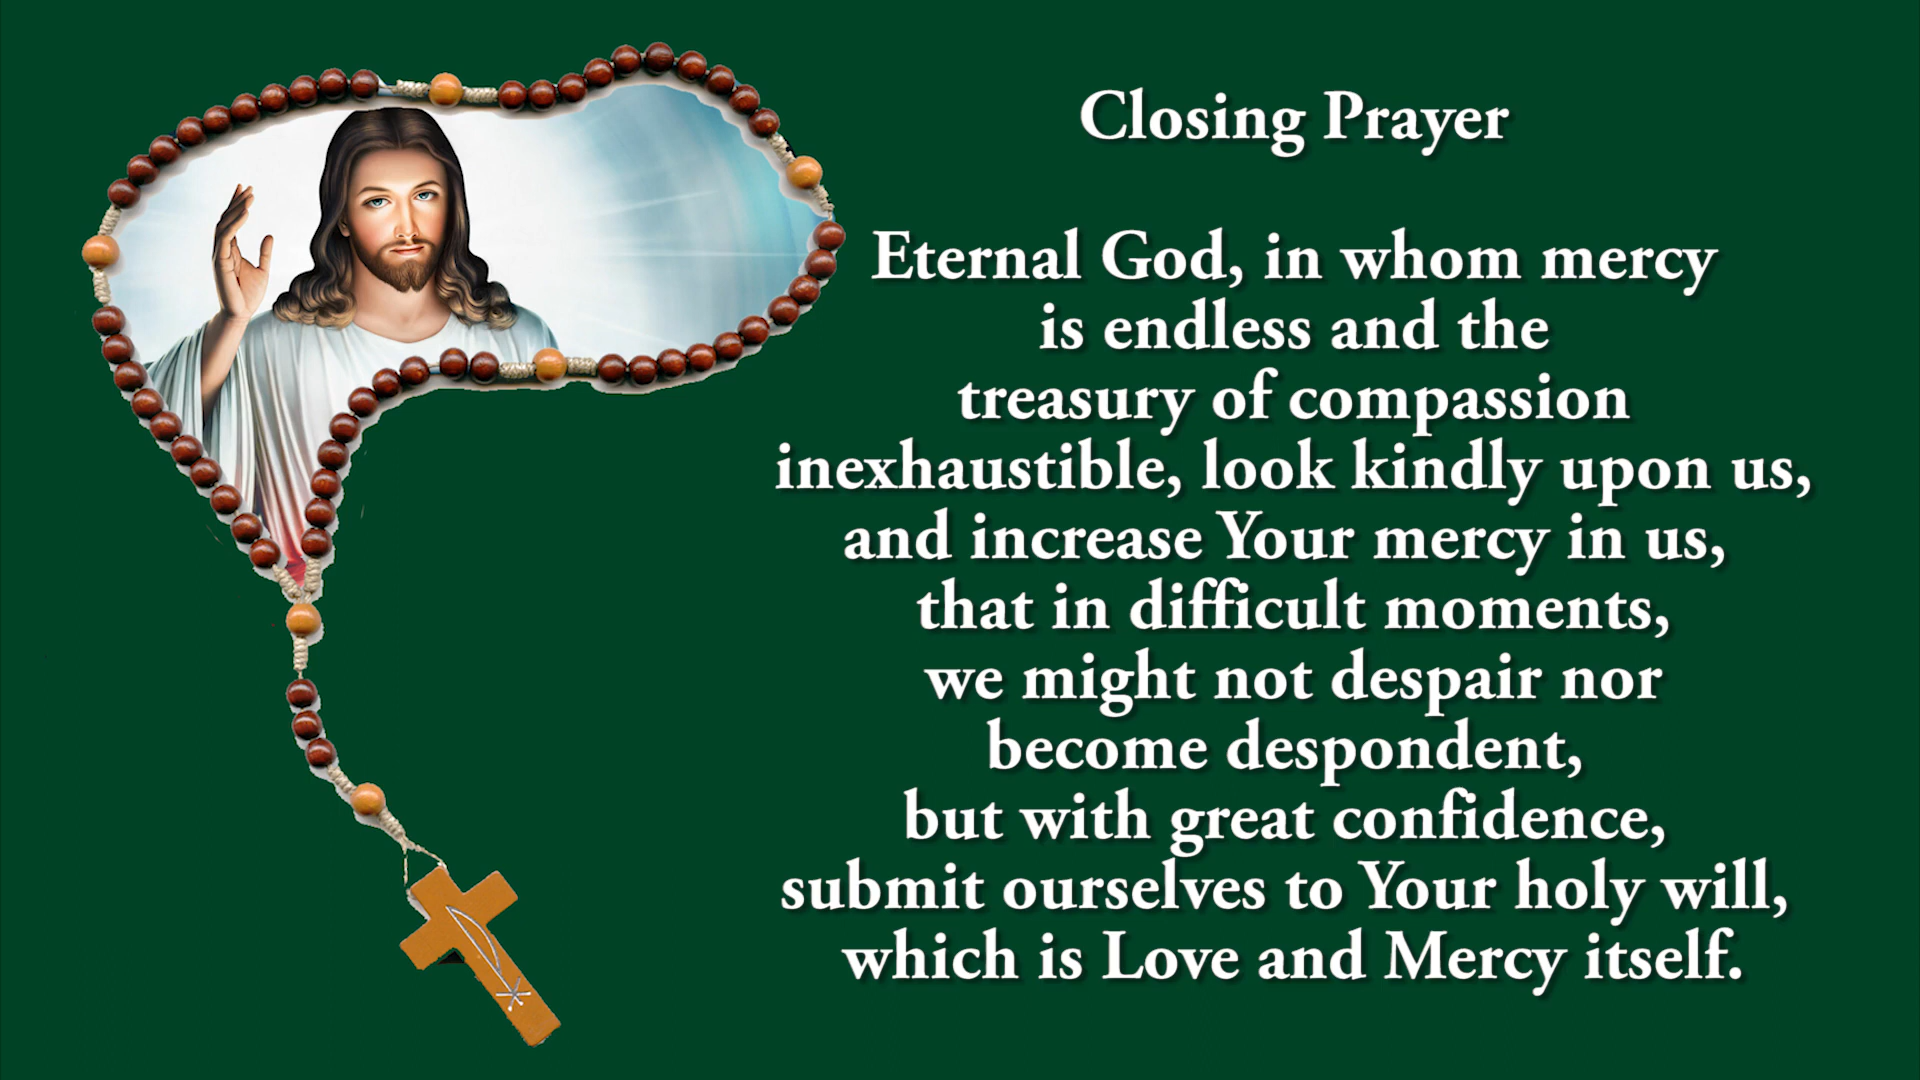 Closing Prayer
Eternal God, in whom mercy
is endless and the
treasury of compassion
inexhaustible, look kindly upon us,
and increase Your mercy in us,
that in difficult moments,
we might not despair nor
become despondent,
but with great confidence,
submit ourselves to Your holy will,
which is Love and Mercy itself.